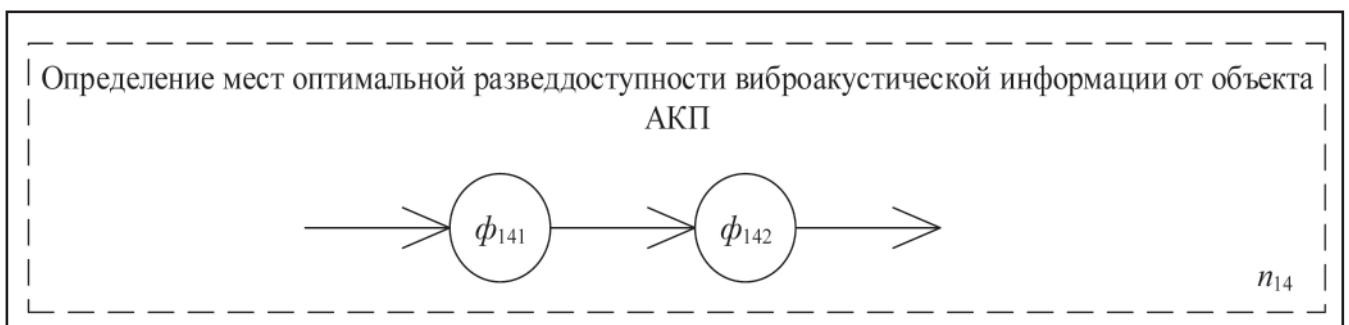 Определение мест оптимальной разведдоступности виброакустической информации от объекта
АКП
ф141 ф142
n14